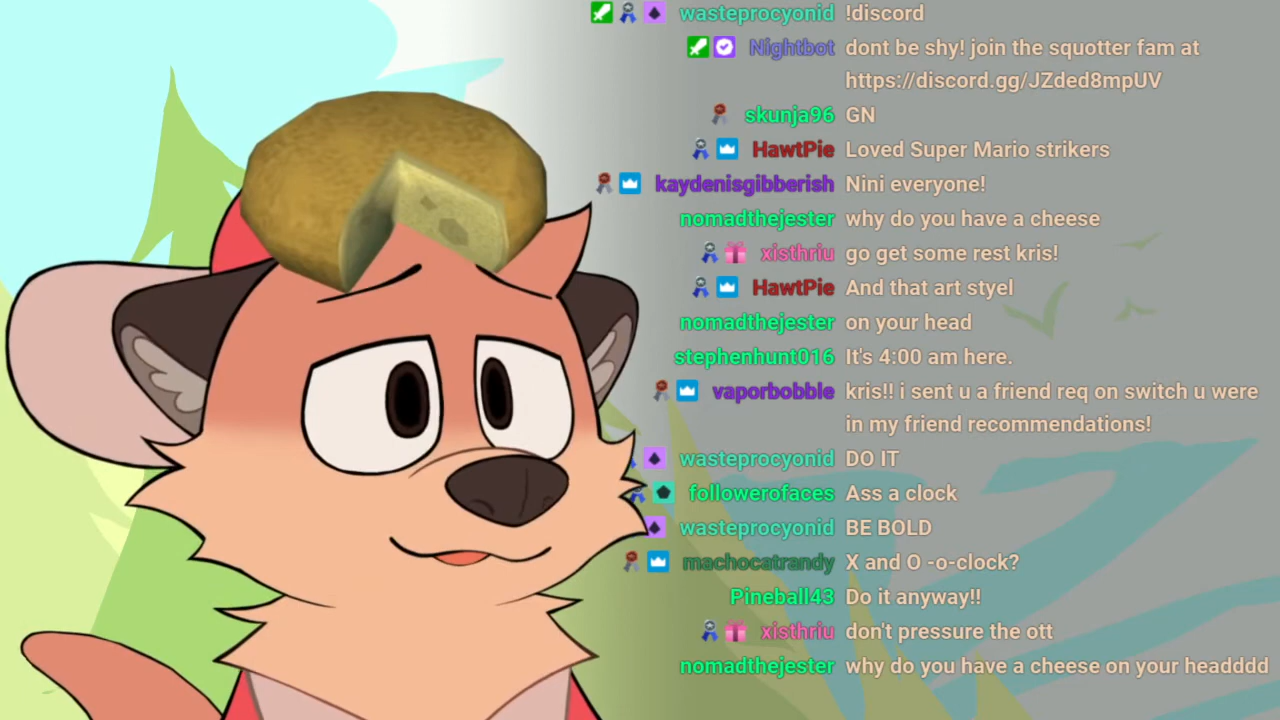 wasteprocyonid !discord
Nightbot dont be shy! join the squotter fam at
https://discord.gg/JZded8mpUV
skunja96 GN
HawtPie Loved Super Mario strikers
kaydenisgibberish Nini everyone!
nomadthejester why do you have a cheese
xisthriu go get some rest kris!
HawtPie And that art styel
nomadthejester on your head
stephenhunt016 It's 4:00 am here.
vaporbobble kris!! i sent u a friend req on switch u were
in my friend recommendations!
wasteprocyonid DO IT
followerofaces Ass a clock
wasteprocyonid BE BOLD
machocatrandy X and O -o-clock?
Pineball43 Do it anyway!!
xisthriu don't pressure the ott
nomadthejester why do you have a cheese on your headddd